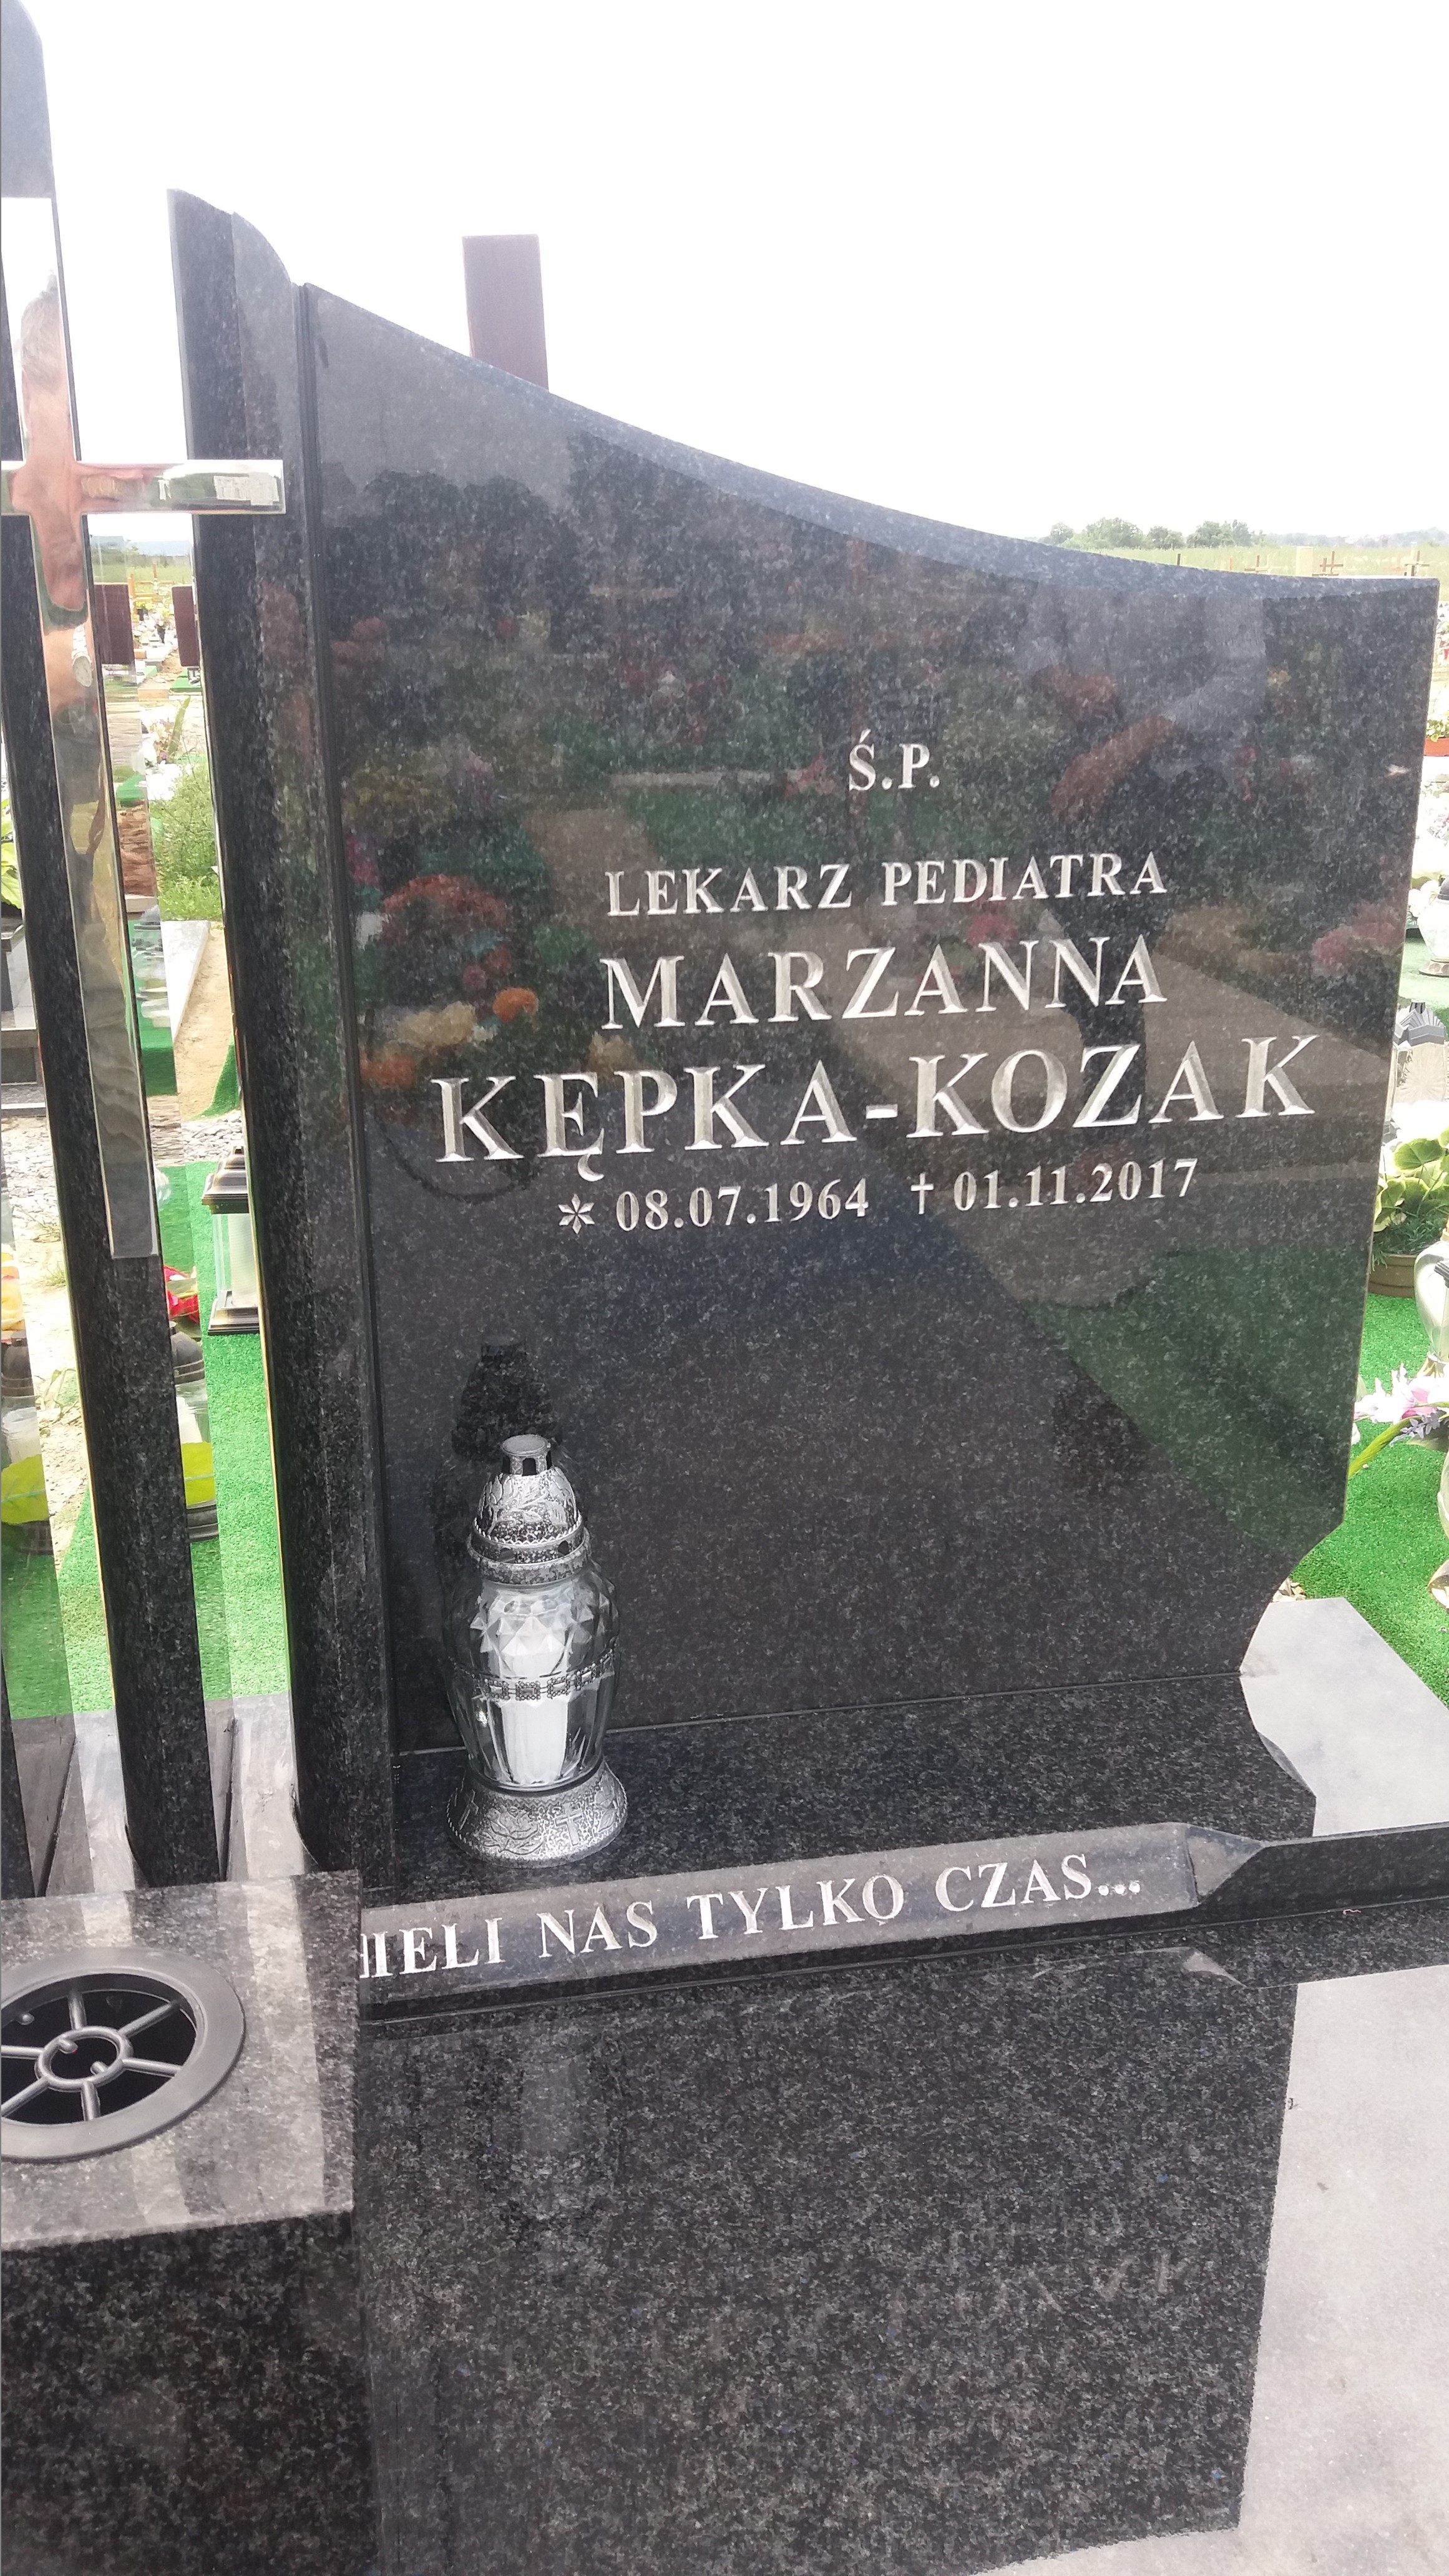 Ś.P.
LEKARZ PEDIATRA
MARZANNA
KĘPKA-KOZAK
* 08.07.1964 † 01.11.2017
NAS TYLKO CZAS...